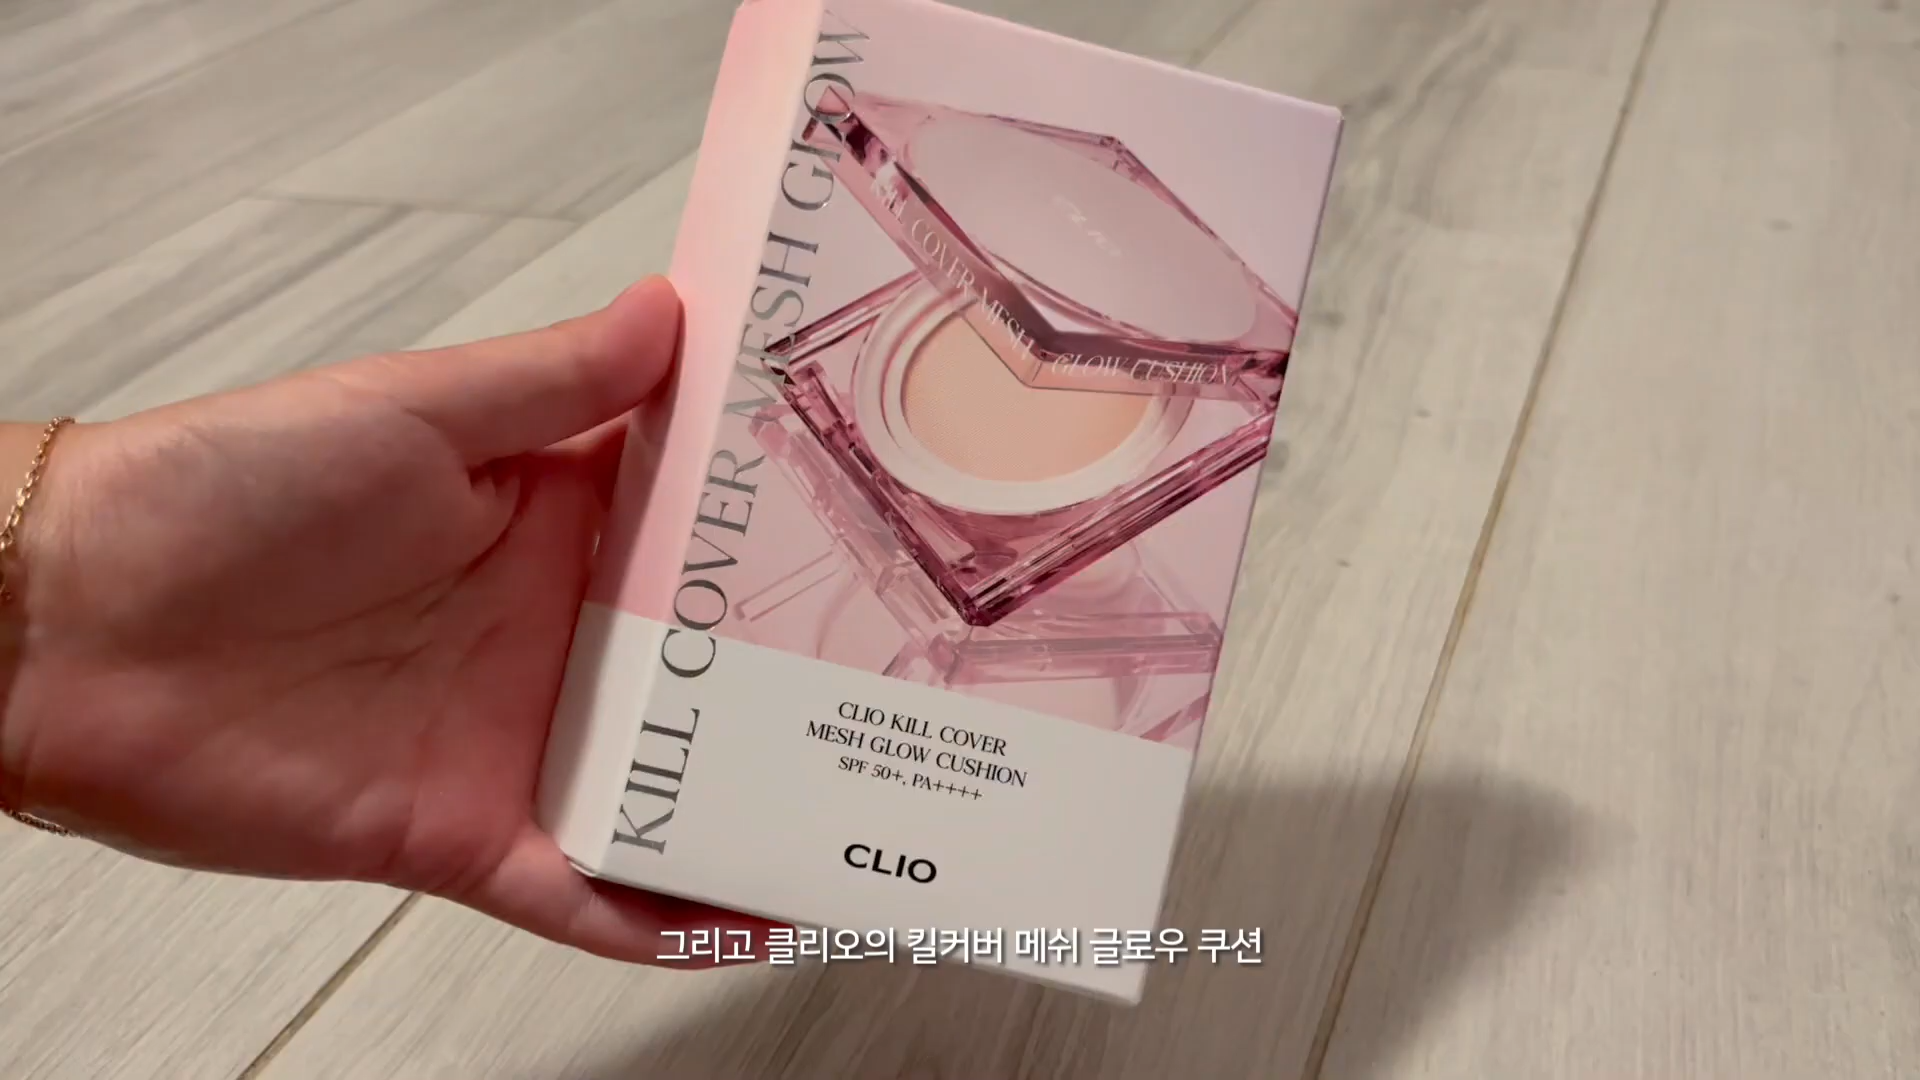 KILL COVER MESH GLOW
CLIO
KILL COVER MESH GLOW CUSHION
CLIO KILL COVER
MESH GLOW CUSHION
SPF 50+, PA++++
CLIO
그리고 클리오의 킬커버 메쉬 글로우 쿠션